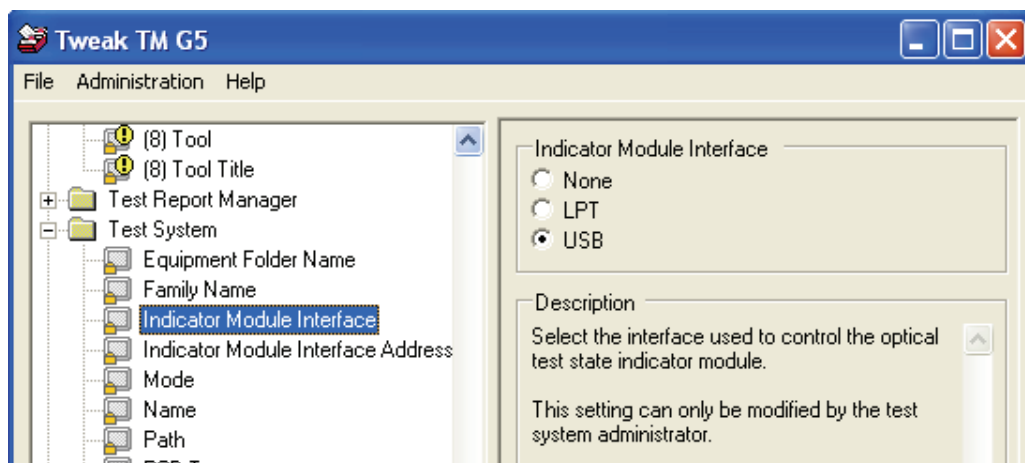 Tweak TM G5
File Administration Help
(8) Tool
(8) Tool Title
Test Report Manager
Test System
Equipment Folder Name
Family Name
Indicator Module Interface
Indicator Module Interface Address
Mode
Name
Path
Indicator Module Interface
None
LPT
USB
Description
Select the interface used to control the optical
test state indicator module.
This setting can only be modified by the test
system administrator.